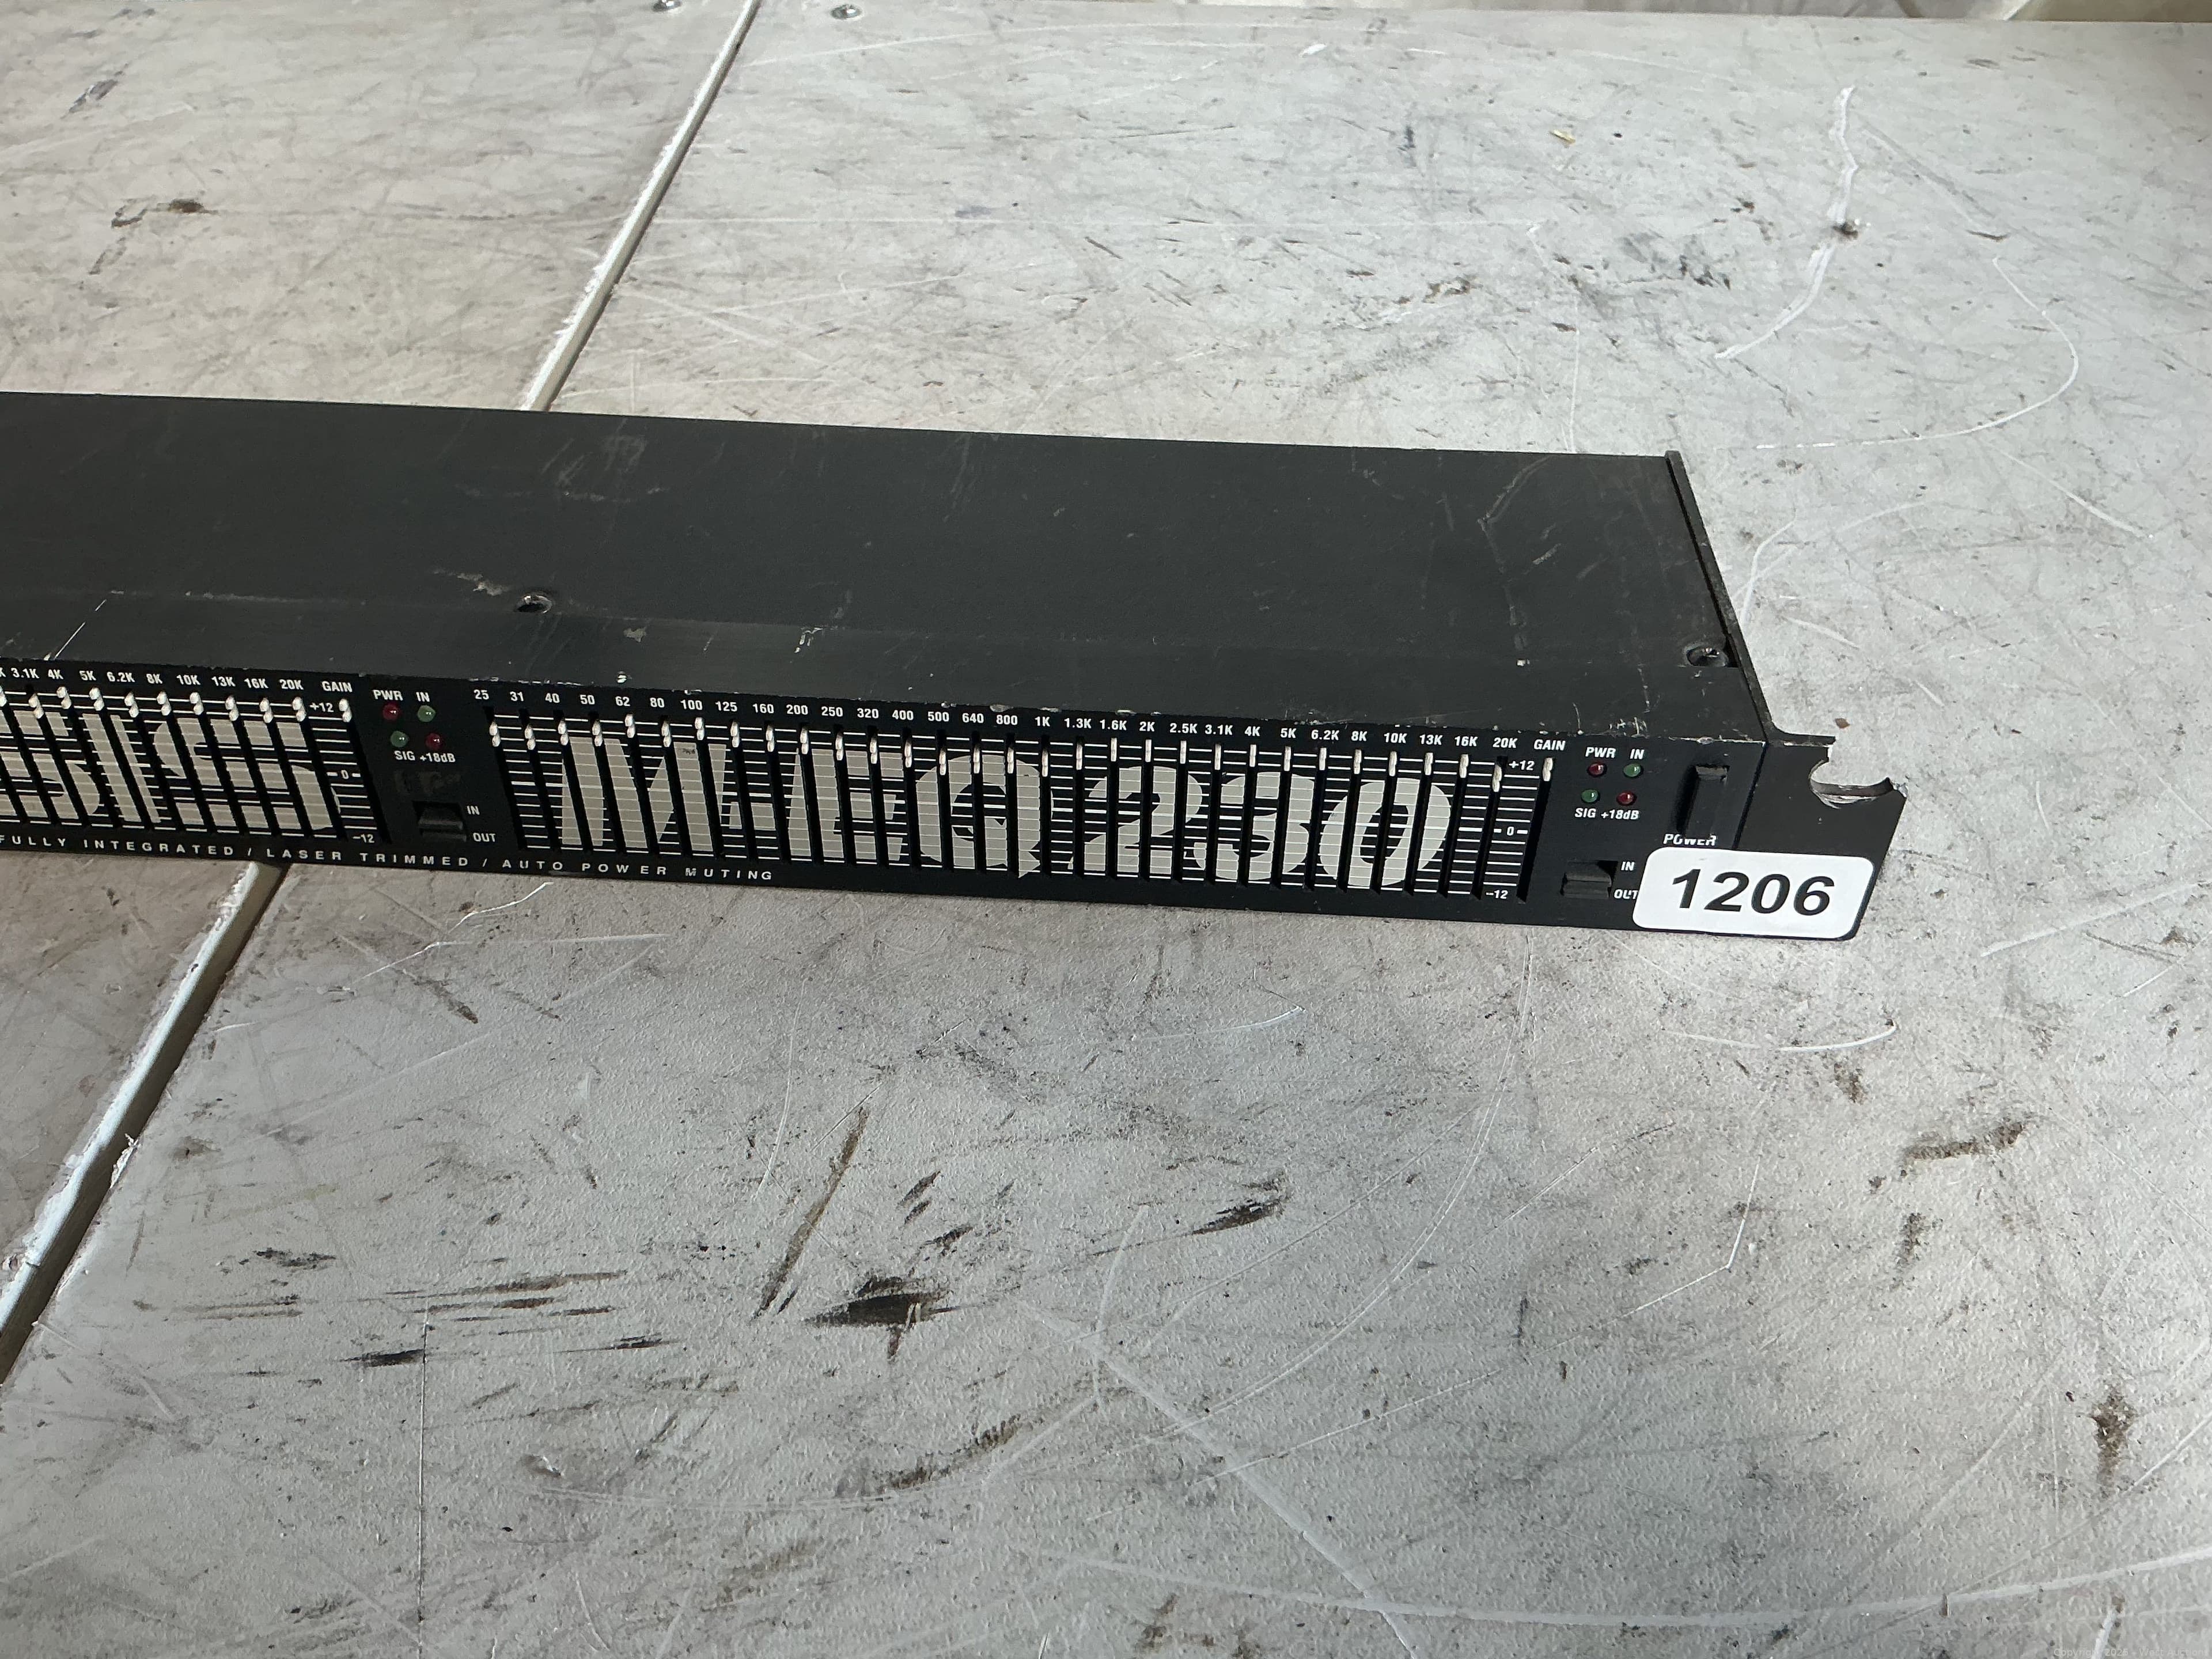 3.1K 4K 5K 6.2K 8K 10K 13K 16K 20K GAIN
+12
0
-12
PWR IN
SIG +18dB
IN
OUT
25 31 40 50 62 80 100 125 160 200 250 320 400 500 640 800 1K 1.3K 1.6K 2K 2.5K 3.1K 4K 5K 6.2K 8K 10K 13K 16K 20K GAIN
MEQ 230
+12
0
-12
PWR IN
SIG +18dB
IN
OUT
POWER
FULLY INTEGRATED / LASER TRIMMED / AUTO POWER MUTING
1206